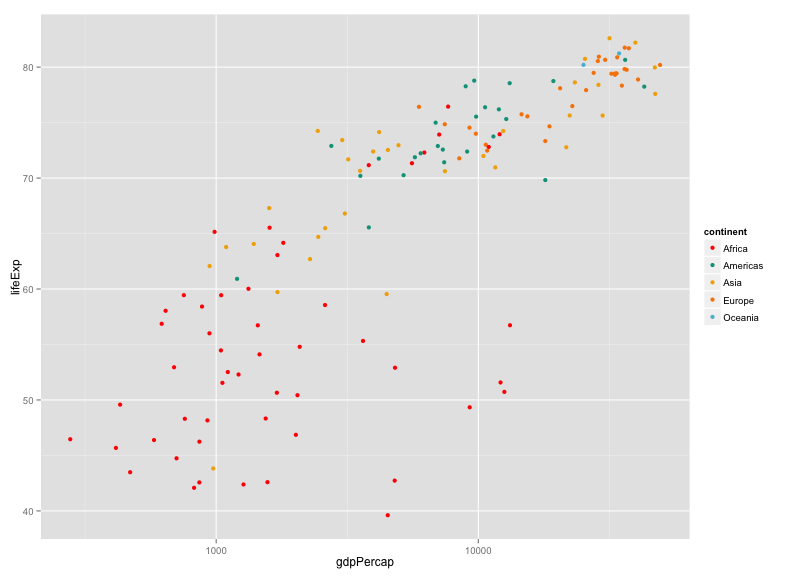 80
70
60
50
40
lifeExp
1000
10000
gdpPercap
continent
Africa
Americas
Asia
Europe
Oceania